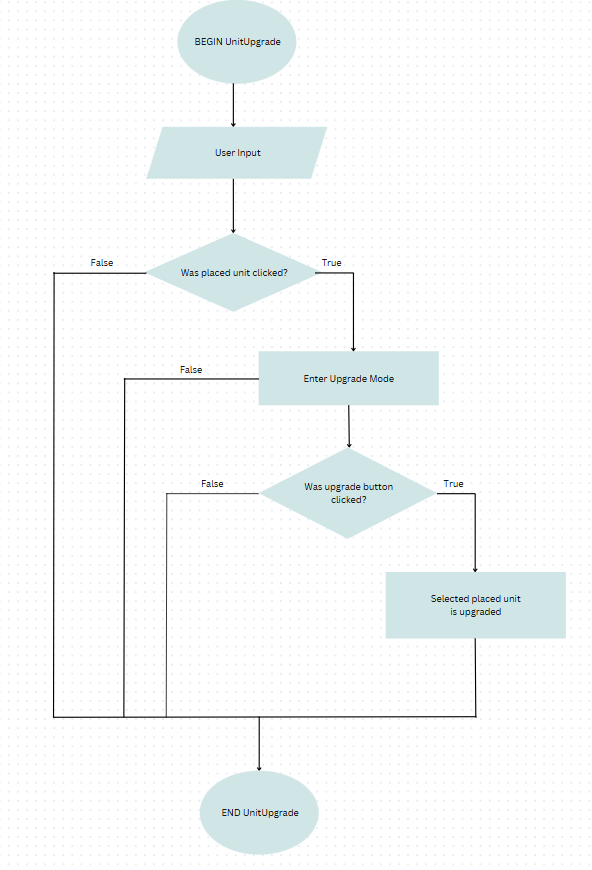 BEGIN UnitUpgrade
User Input
False
True
Was placed unit clicked?
False
Enter Upgrade Mode
False
True
Was upgrade button
clicked?
Selected placed unit
is upgraded
END UnitUpgrade